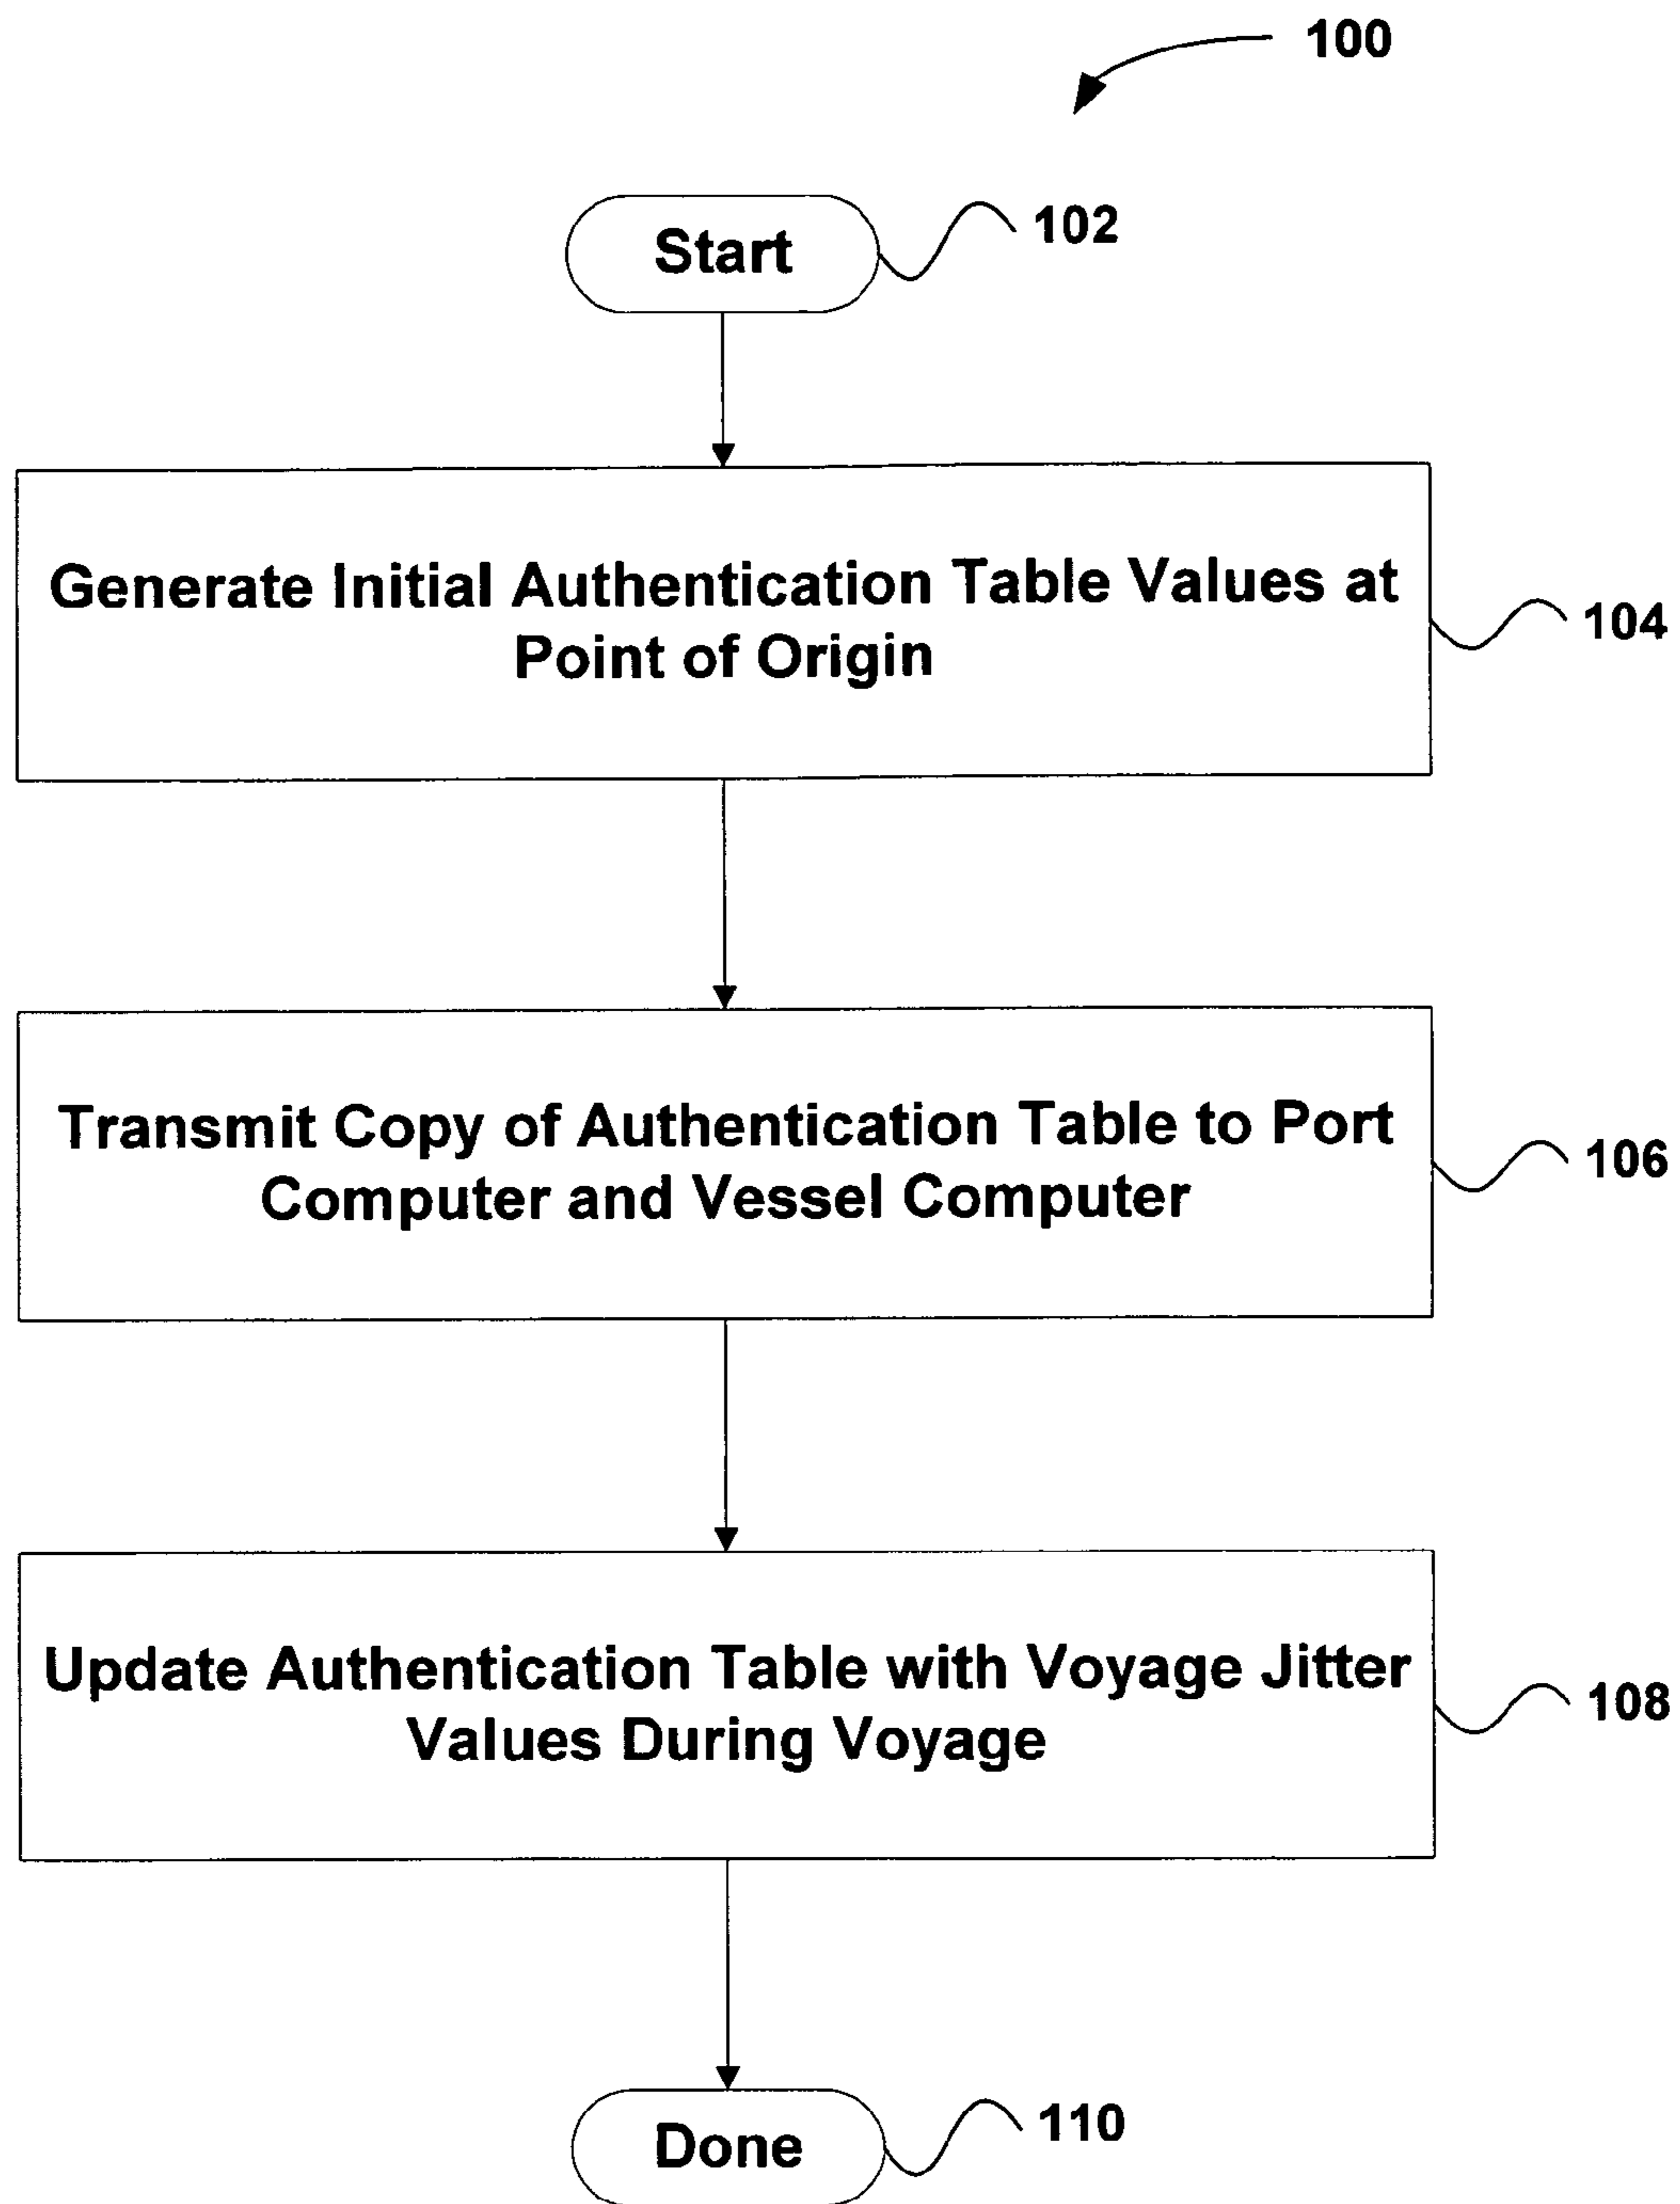 100
Start
102
Generate Initial Authentication Table Values at
Point of Origin
104
Transmit Copy of Authentication Table to Port
Computer and Vessel Computer
106
Update Authentication Table with Voyage Jitter
Values During Voyage
108
Done
110